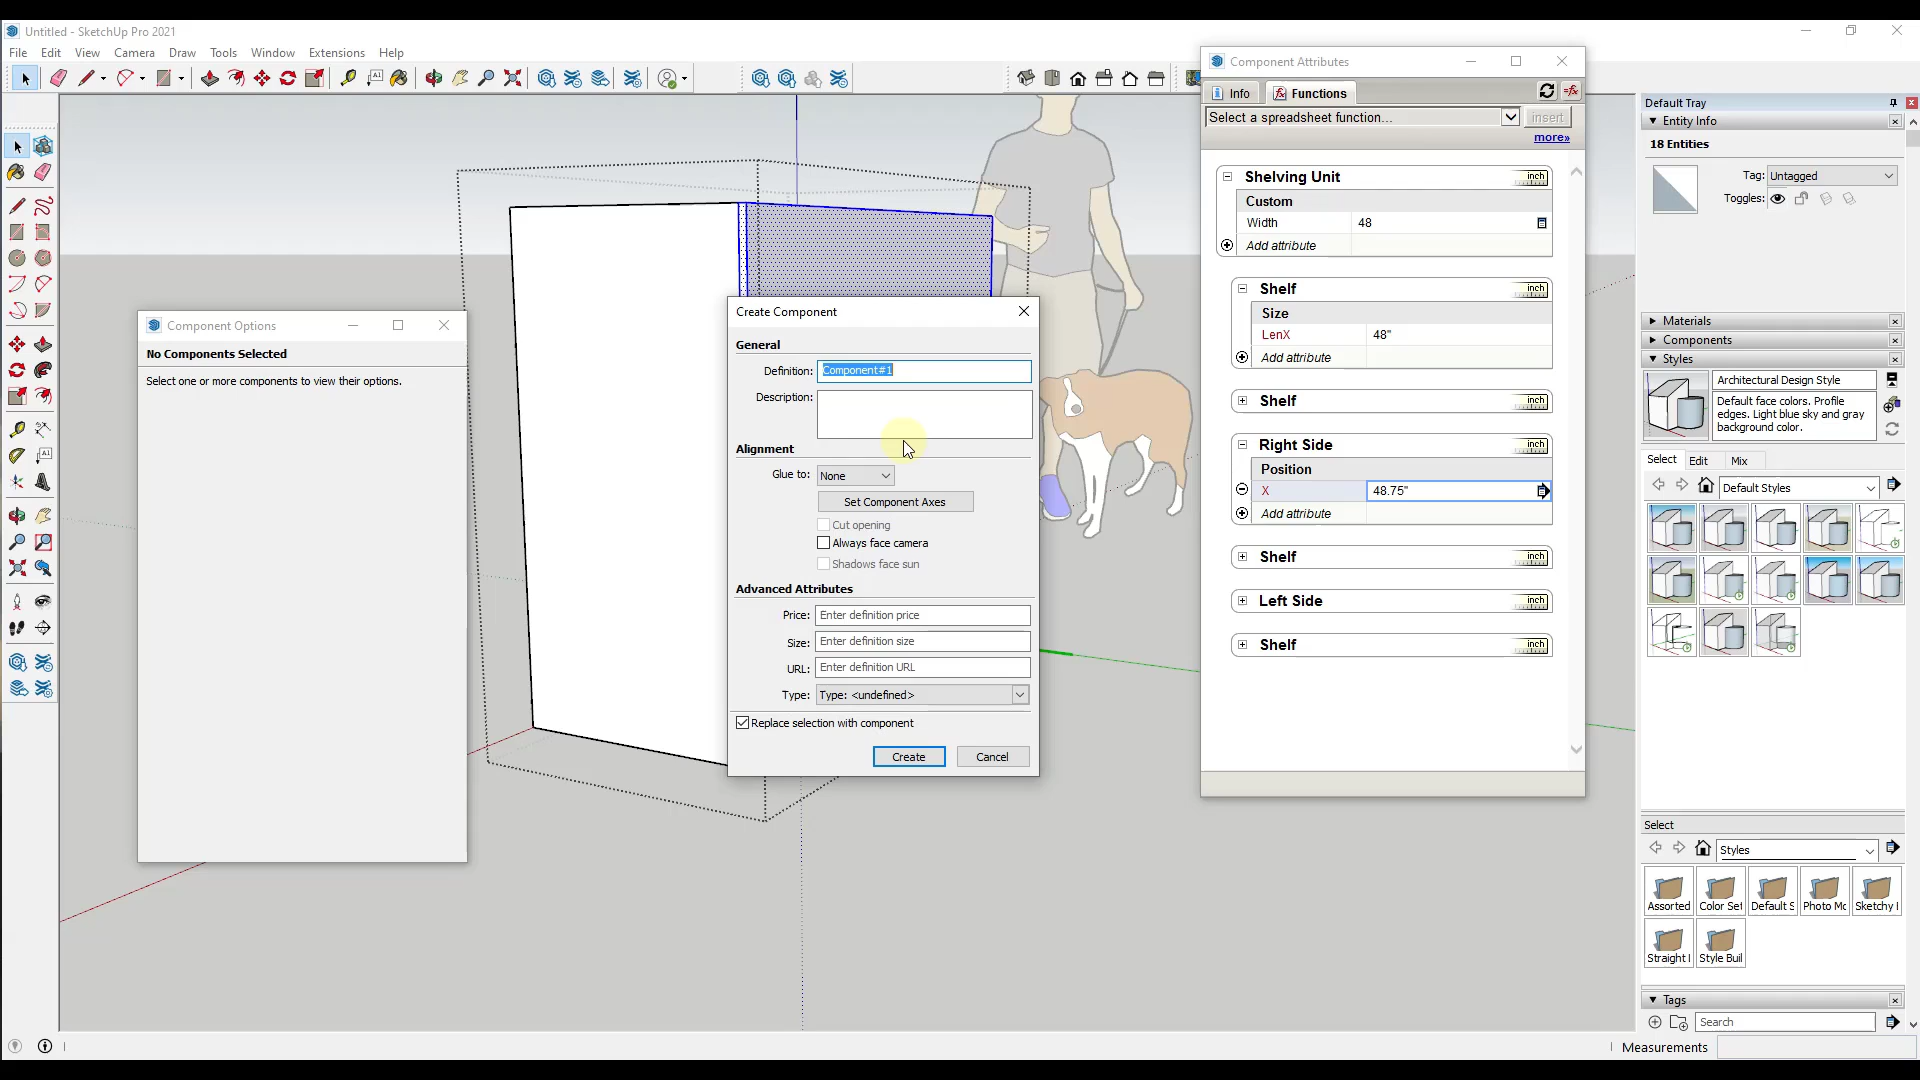 Untitled - SketchUp Pro 2021
File Edit View Camera Draw Tools Window Extensions Help
Component Attributes
Info
Functions
Select a spreadsheet function...
insert
more»
Shelving Unit
inch
Custom
Width 48
Add attribute
Shelf
inch
Size
LenX 48"
Add attribute
Shelf
inch
Right Side
inch
Position
X 48.75"
Add attribute
Shelf
inch
Left Side
inch
Shelf
inch
Component Options
No Components Selected
Select one or more components to view their options.
Create Component
General
Definition: Component#1
Description:
Alignment
Glue to: None
Set Component Axes
Cut opening
Always face camera
Shadows face sun
Advanced Attributes
Price: Enter definition price
Size: Enter definition size
URL: Enter definition URL
Type: Type: <undefined>
Replace selection with component
Create Cancel
Default Tray
Entity Info
18 Entities
Tag: Untagged
Toggles:
Materials
Components
Styles
Architectural Design Style
Default face colors. Profile
edges. Light blue sky and gray
background color.
Select Edit Mix
Default Styles
Select
Styles
Assorted Color Set Default S Photo Mo Sketchy I
Straight I Style Buil
Tags
Search
Measurements